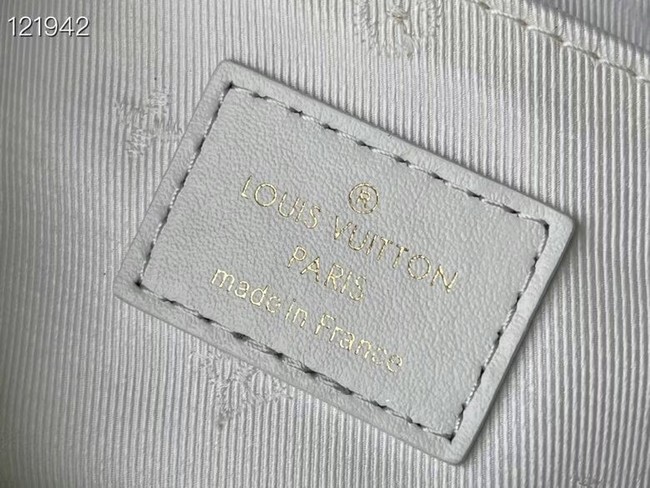 121942
®
LOUIS VUITTON
PARIS
made in France